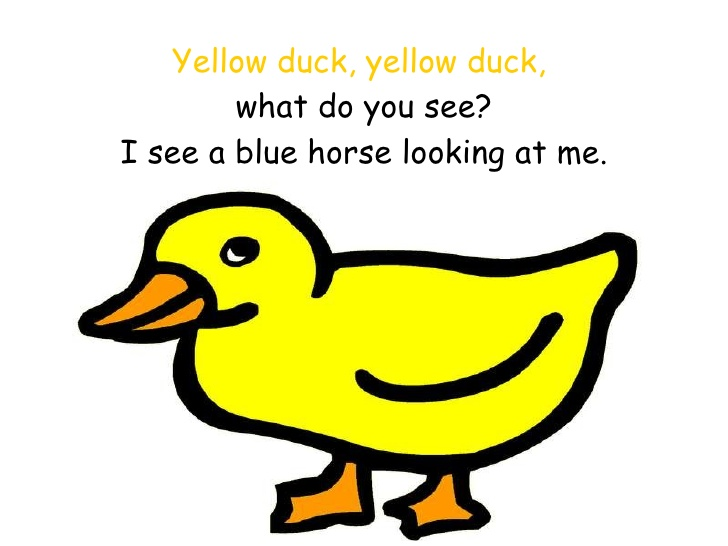 Yellow duck, yellow duck,
what do you see?
I see a blue horse looking at me.